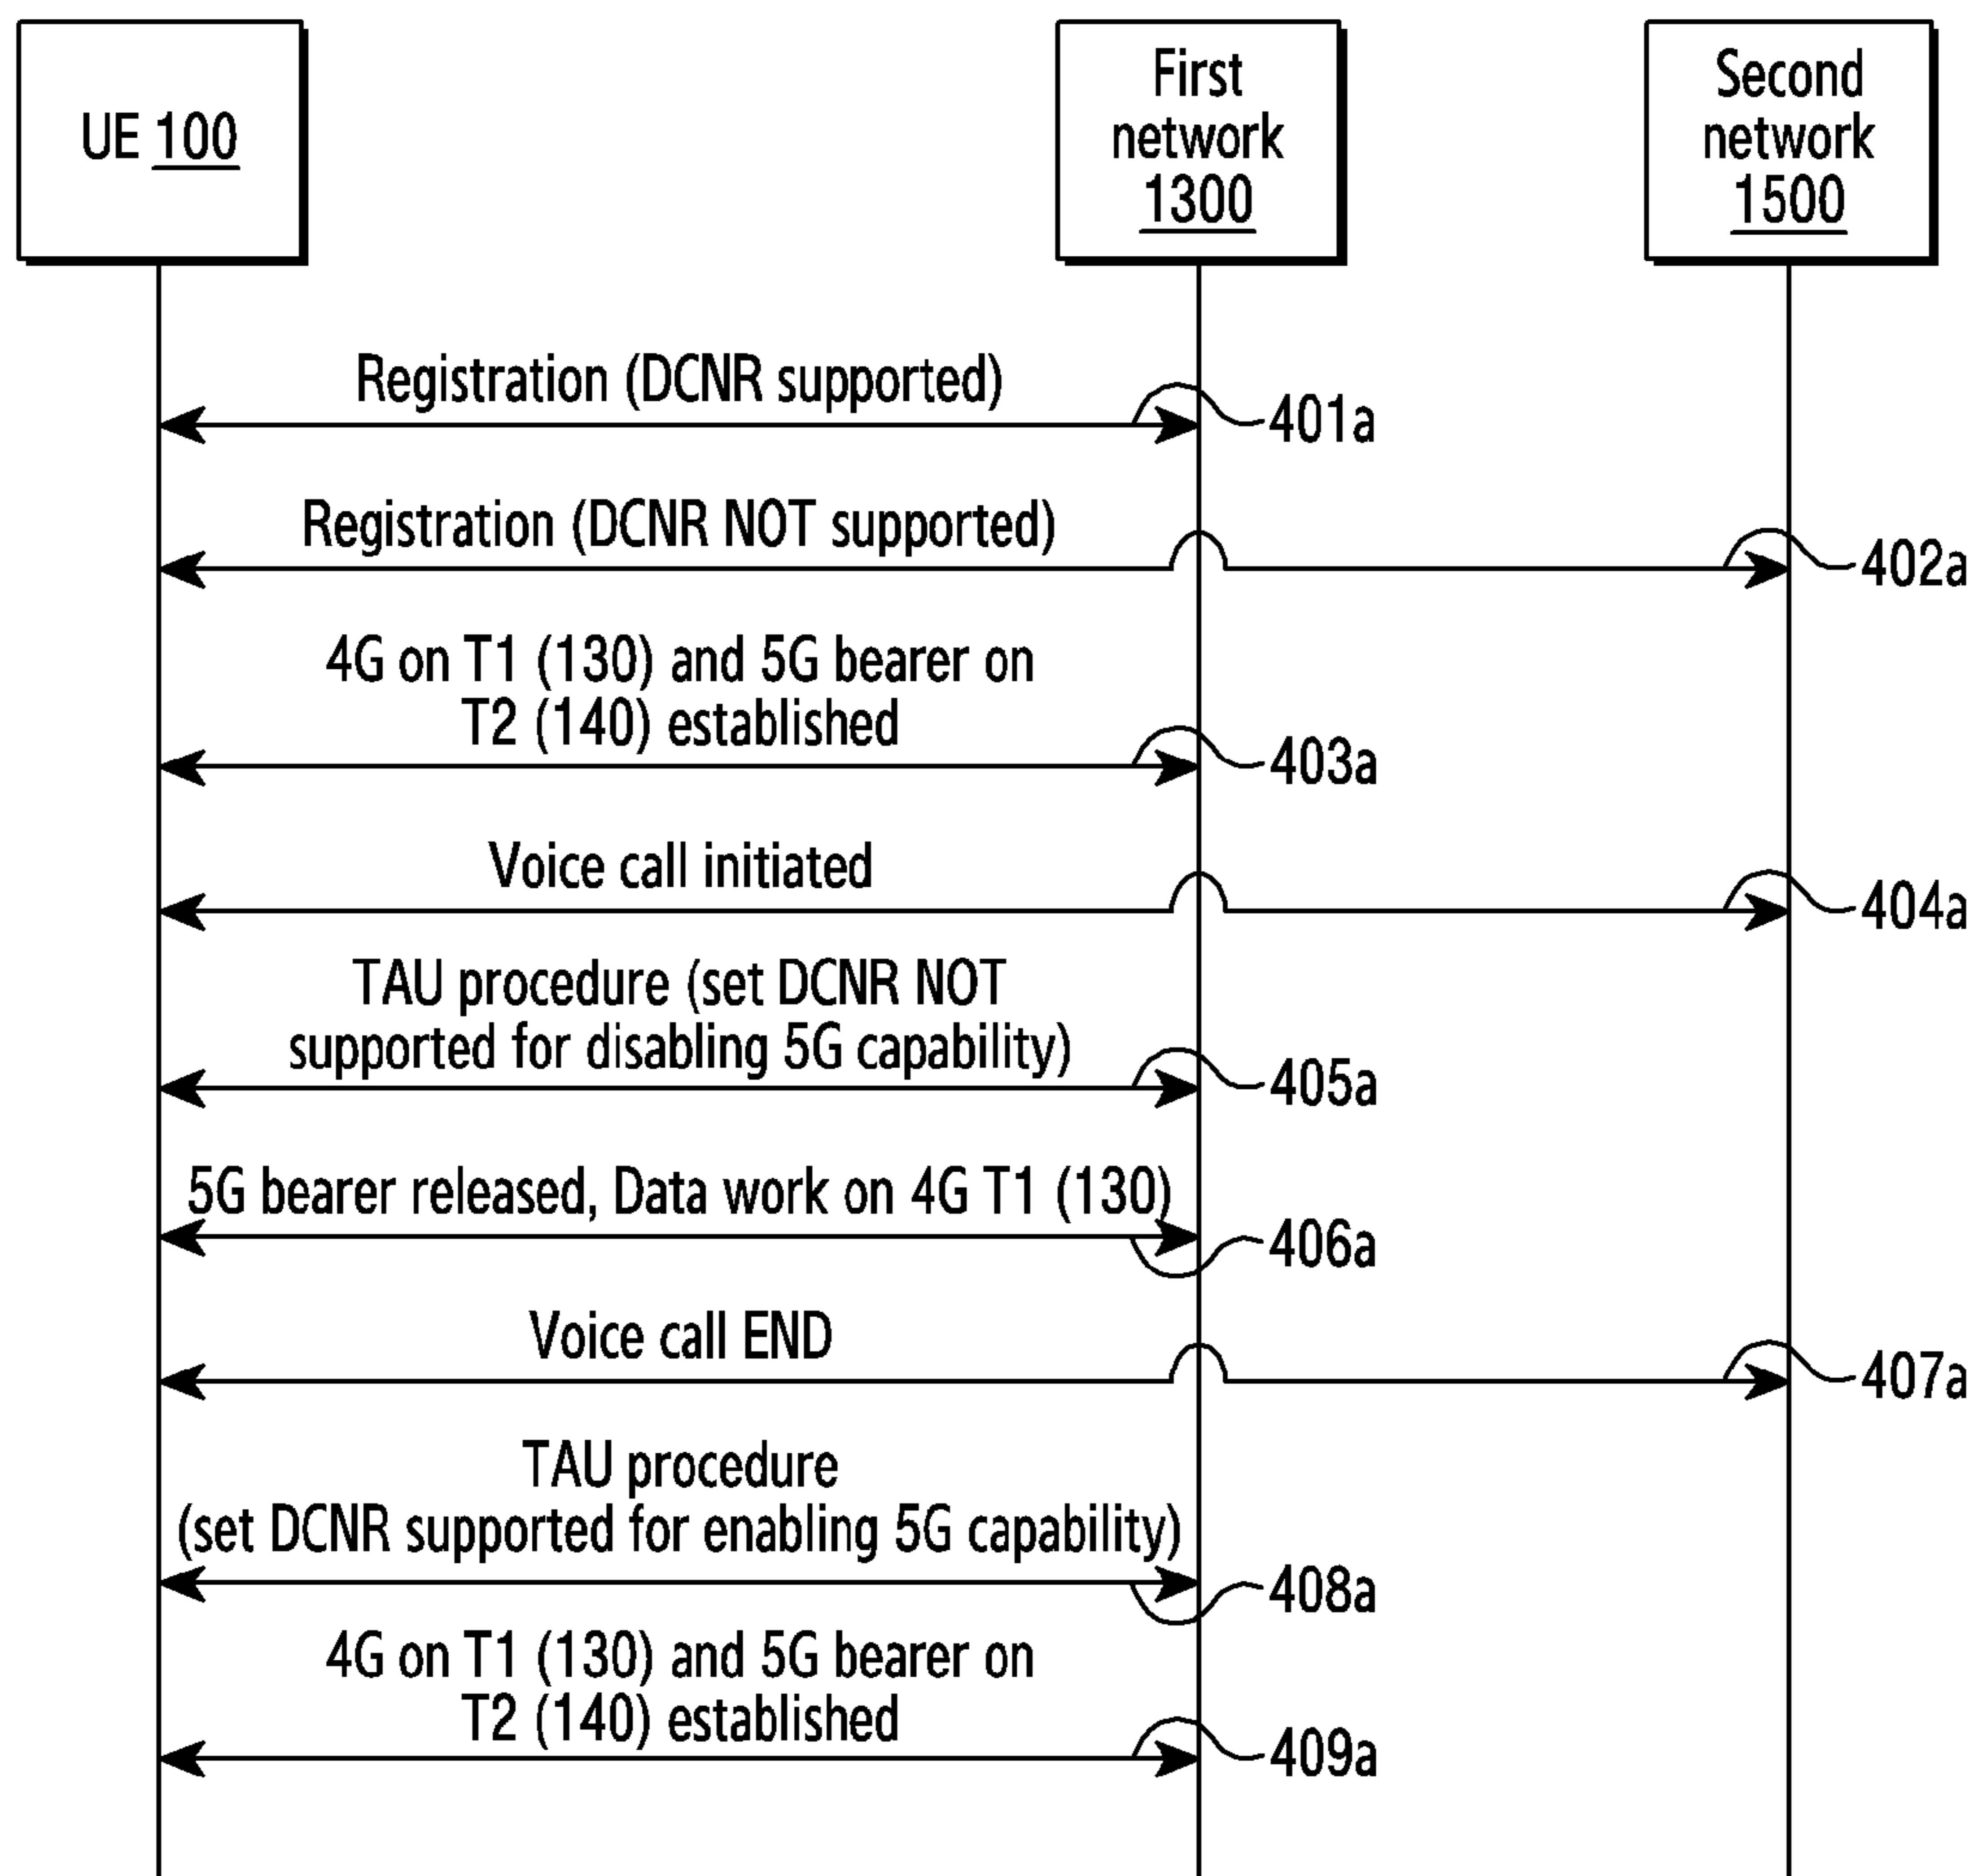 UE 100
First
network
1300
Second
network
1500
Registration (DCNR supported)
401a
Registration (DCNR NOT supported)
402a
4G on T1 (130) and 5G bearer on
T2 (140) established
403a
Voice call initiated
404a
TAU procedure (set DCNR NOT
supported for disabling 5G capability)
405a
5G bearer released, Data work on 4G T1 (130)
406a
Voice call END
407a
TAU procedure
(set DCNR supported for enabling 5G capability)
408a
4G on T1 (130) and 5G bearer on
T2 (140) established
409a